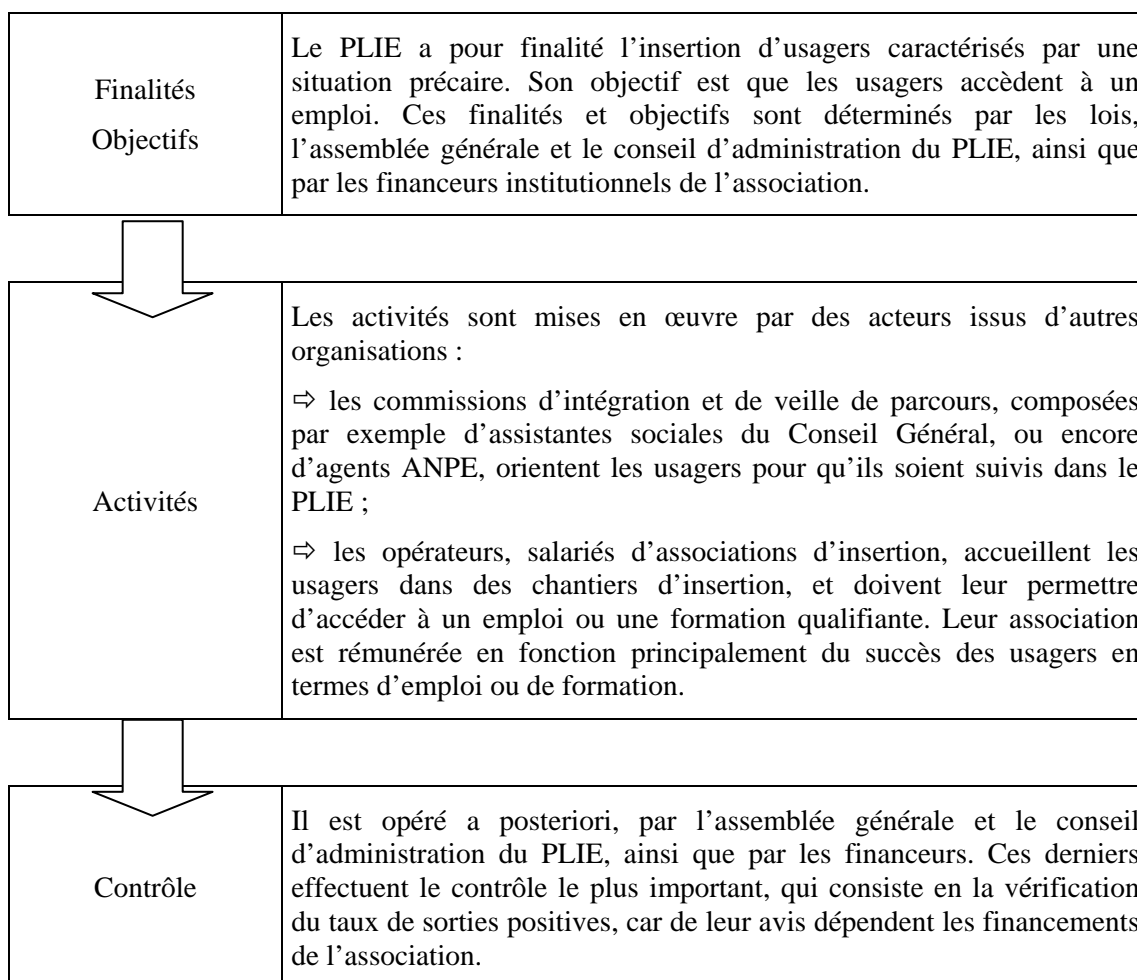 Finalités
Objectifs
Le PLIE a pour finalité l’insertion d’usagers caractérisés par une
situation précaire. Son objectif est que les usagers accèdent à un
emploi. Ces finalités et objectifs sont déterminés par les lois,
l’assemblée générale et le conseil d’administration du PLIE, ainsi que
par les financeurs institutionnels de l’association.
Activités
Les activités sont mises en œuvre par des acteurs issus d’autres
organisations :
⇨ les commissions d’intégration et de veille de parcours, composées
par exemple d’assistantes sociales du Conseil Général, ou encore
d’agents ANPE, orientent les usagers pour qu’ils soient suivis dans le
PLIE ;
⇨ les opérateurs, salariés d’associations d’insertion, accueillent les
usagers dans des chantiers d’insertion, et doivent leur permettre
d’accéder à un emploi ou une formation qualifiante. Leur association
est rémunérée en fonction principalement du succès des usagers en
termes d’emploi ou de formation.
Contrôle
Il est opéré a posteriori, par l’assemblée générale et le conseil
d’administration du PLIE, ainsi que par les financeurs. Ces derniers
effectuent le contrôle le plus important, qui consiste en la vérification
du taux de sorties positives, car de leur avis dépendent les financements
de l’association.